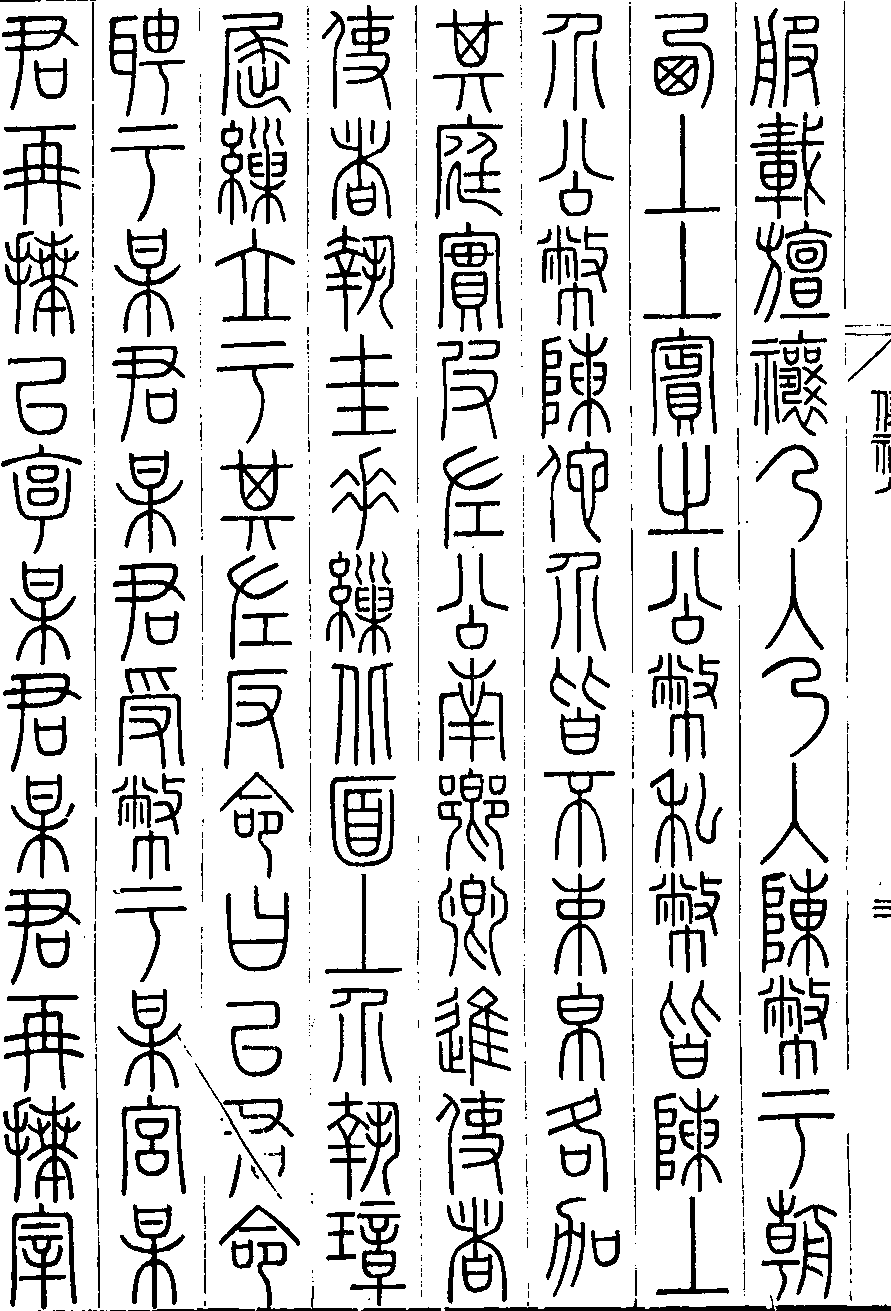 服載旜禳乃入乃入陳幣于朝
西上上賓之公幣私幣皆陳上
介公幣陳他介皆不束帛各加
其庭實皮左公南鄉卿進使者
使者執圭垂繅北面上介執璋
屈繅立于其左反命曰以君命
聘于某君某君受幣于某宮某
君再拜以享某君某君再拜宰